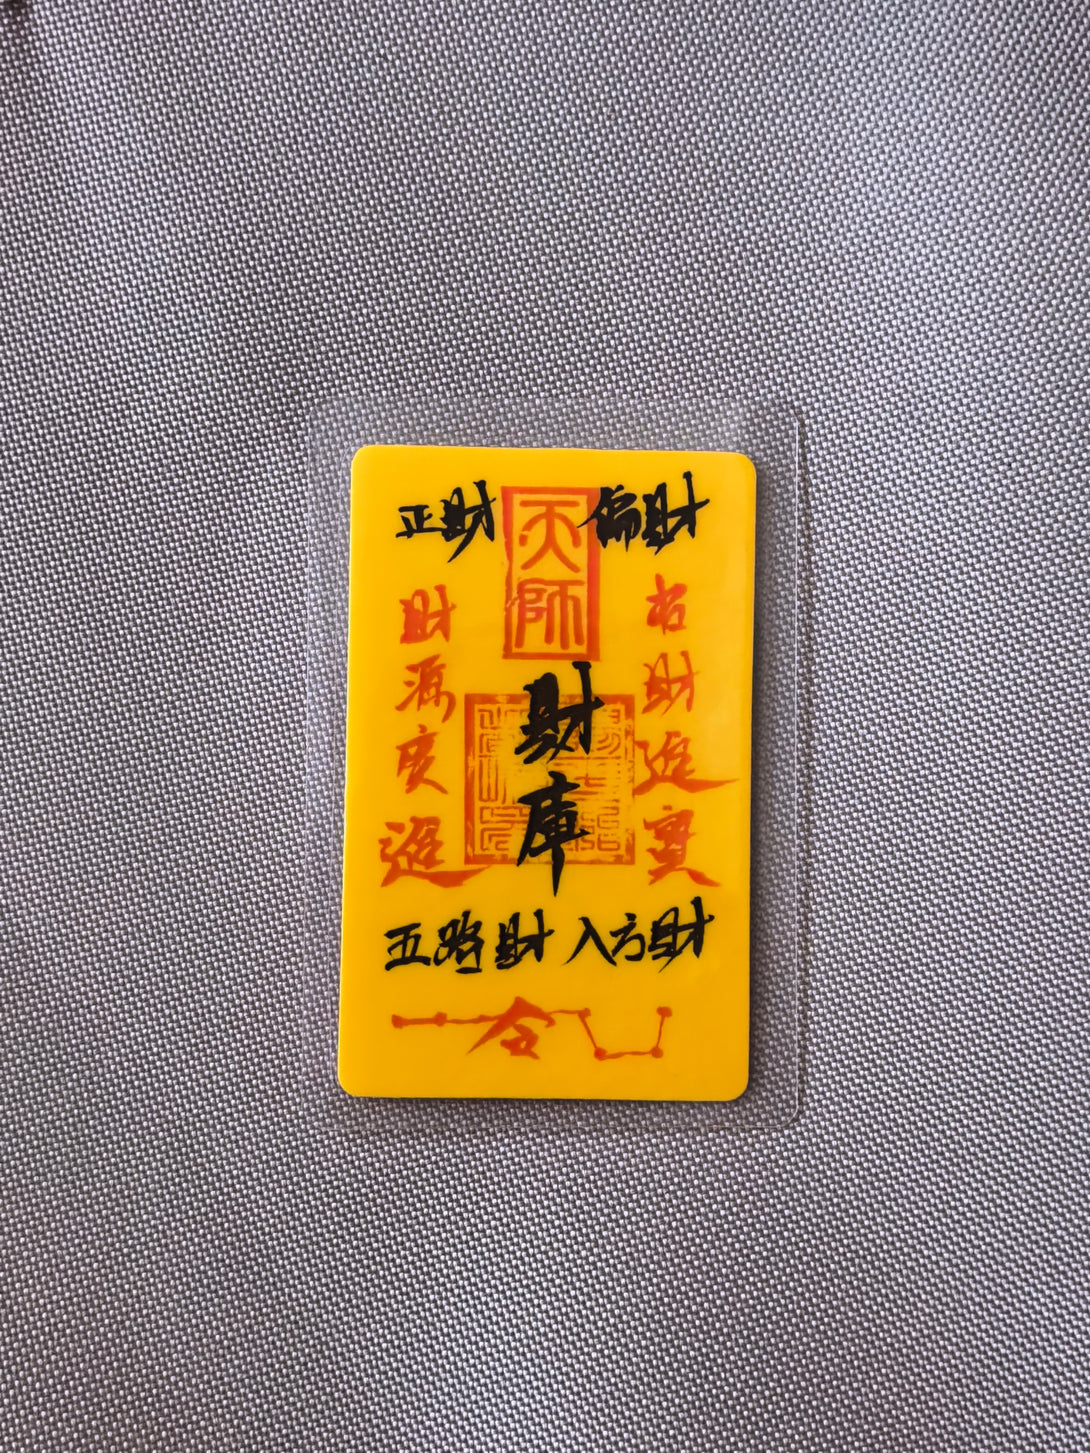 正財 偏財
天師
招財進寶
財源廣進
財庫
五路財 八方財
令